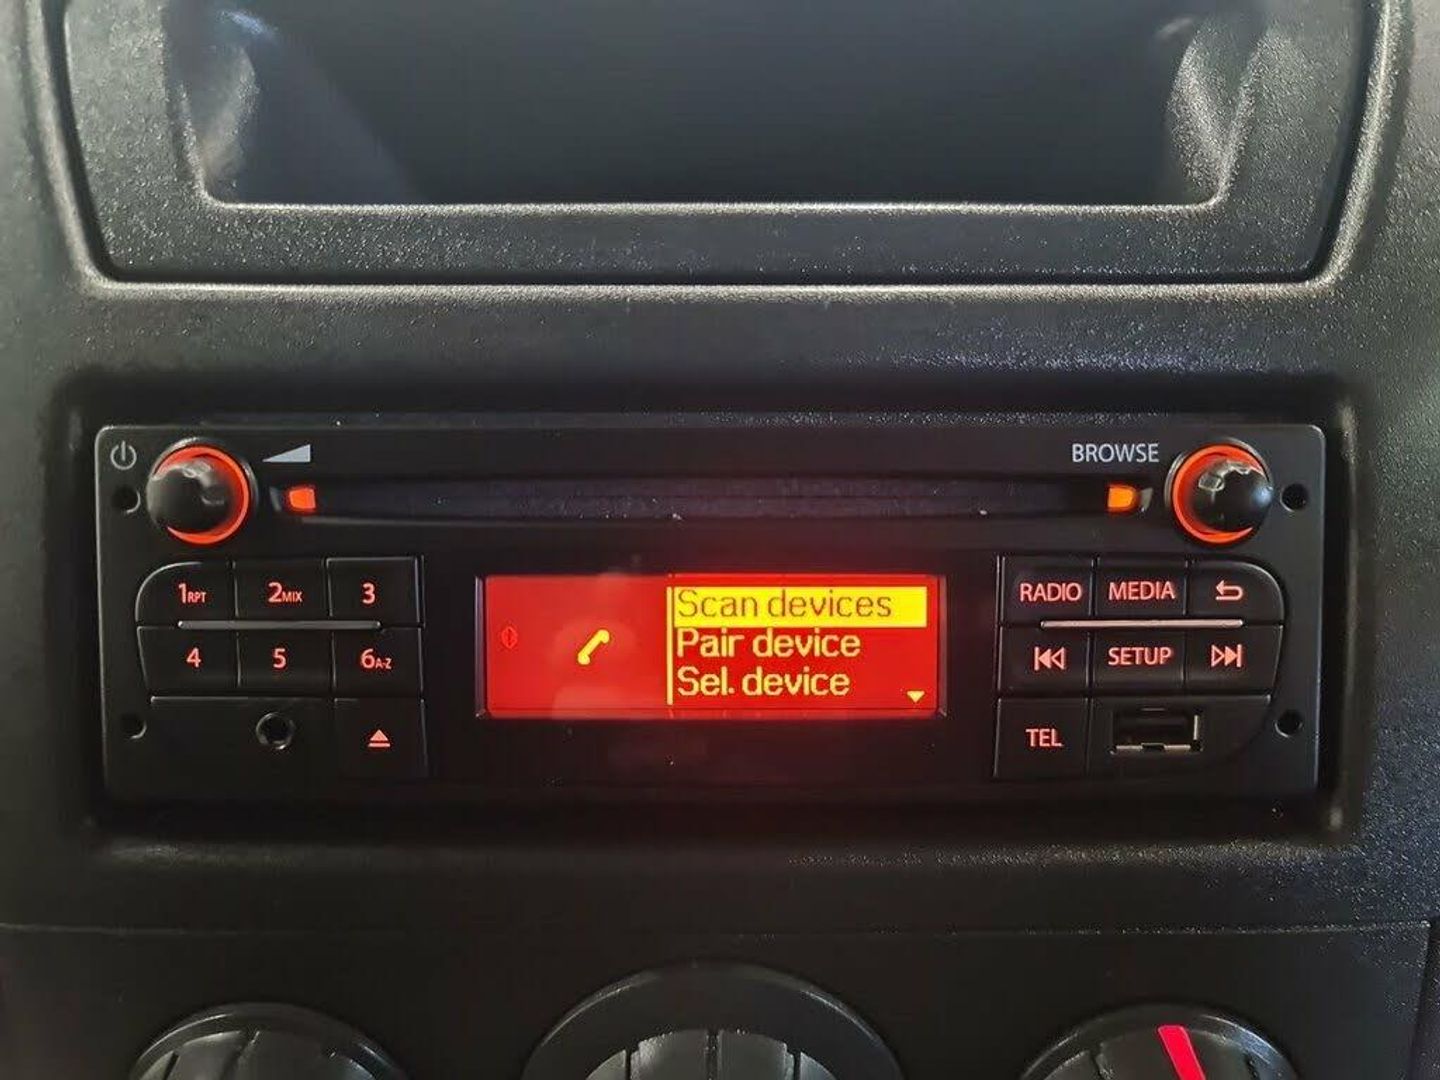 BROWSE
1RPT 2MIX 3
4 5 6A-Z
Scan devices
Pair device
Sel. device
RADIO MEDIA
SETUP
TEL